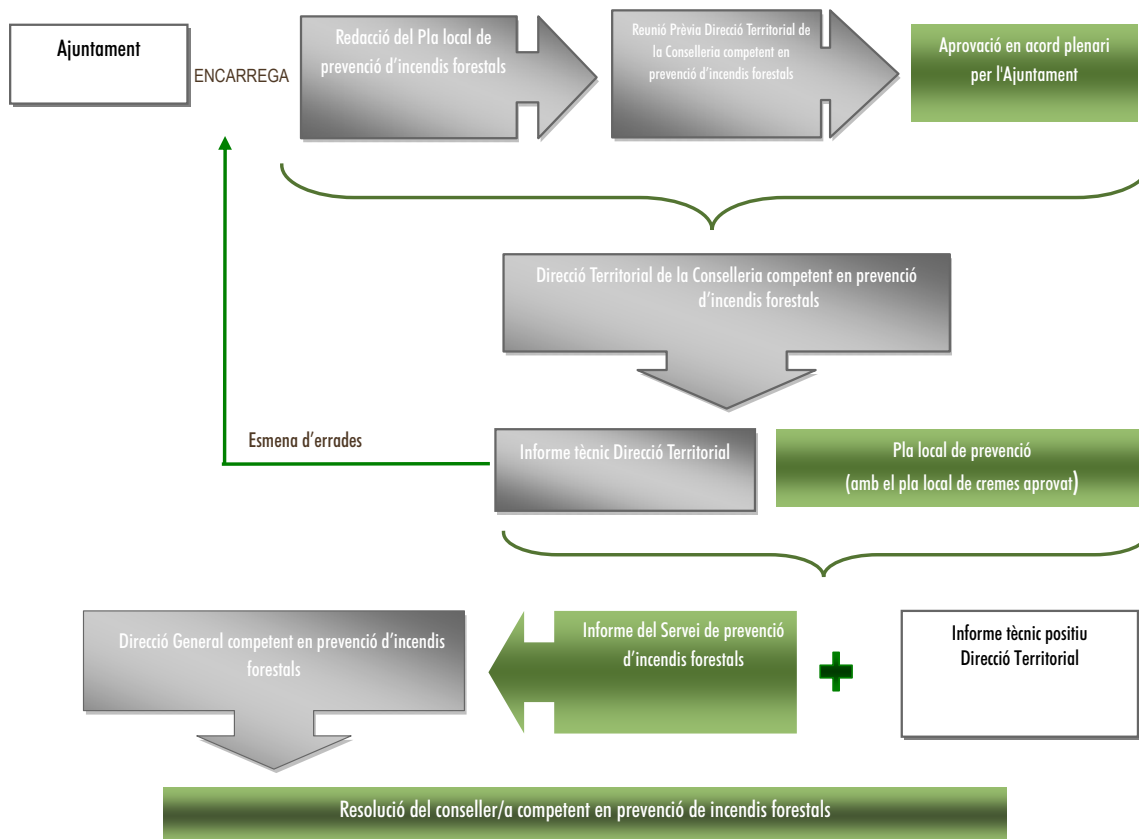 Ajuntament
ENCARREGA
Redacció del Pla local de
prevenció d’incendis forestals
Reunió Prèvia Direcció Territorial de
la Conselleria competent en
prevenció d’incendis forestals
Aprovació en acord plenari
per l'Ajuntament
Direcció Territorial de la Conselleria competent en prevenció
d’incendis forestals
Esmena d’errades
Informe tècnic Direcció Territorial
Pla local de prevenció
(amb el pla local de cremes aprovat)
Direcció General competent en prevenció d’incendis
forestals
Informe del Servei de prevenció
d’incendis forestals
Informe tècnic positiu
Direcció Territorial
Resolució del conseller/a competent en prevenció de incendis forestals